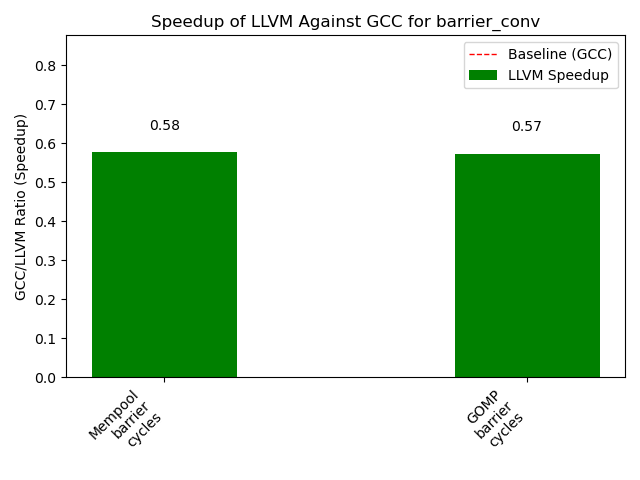 Speedup of LLVM Against GCC for barrier_conv
Baseline (GCC)
LLVM Speedup
GCC/LLVM Ratio (Speedup)
0.8
0.7
0.6
0.5
0.4
0.3
0.2
0.1
0.0
0.58
0.57
Mempool
barrier
cycles
GOMP
barrier
cycles